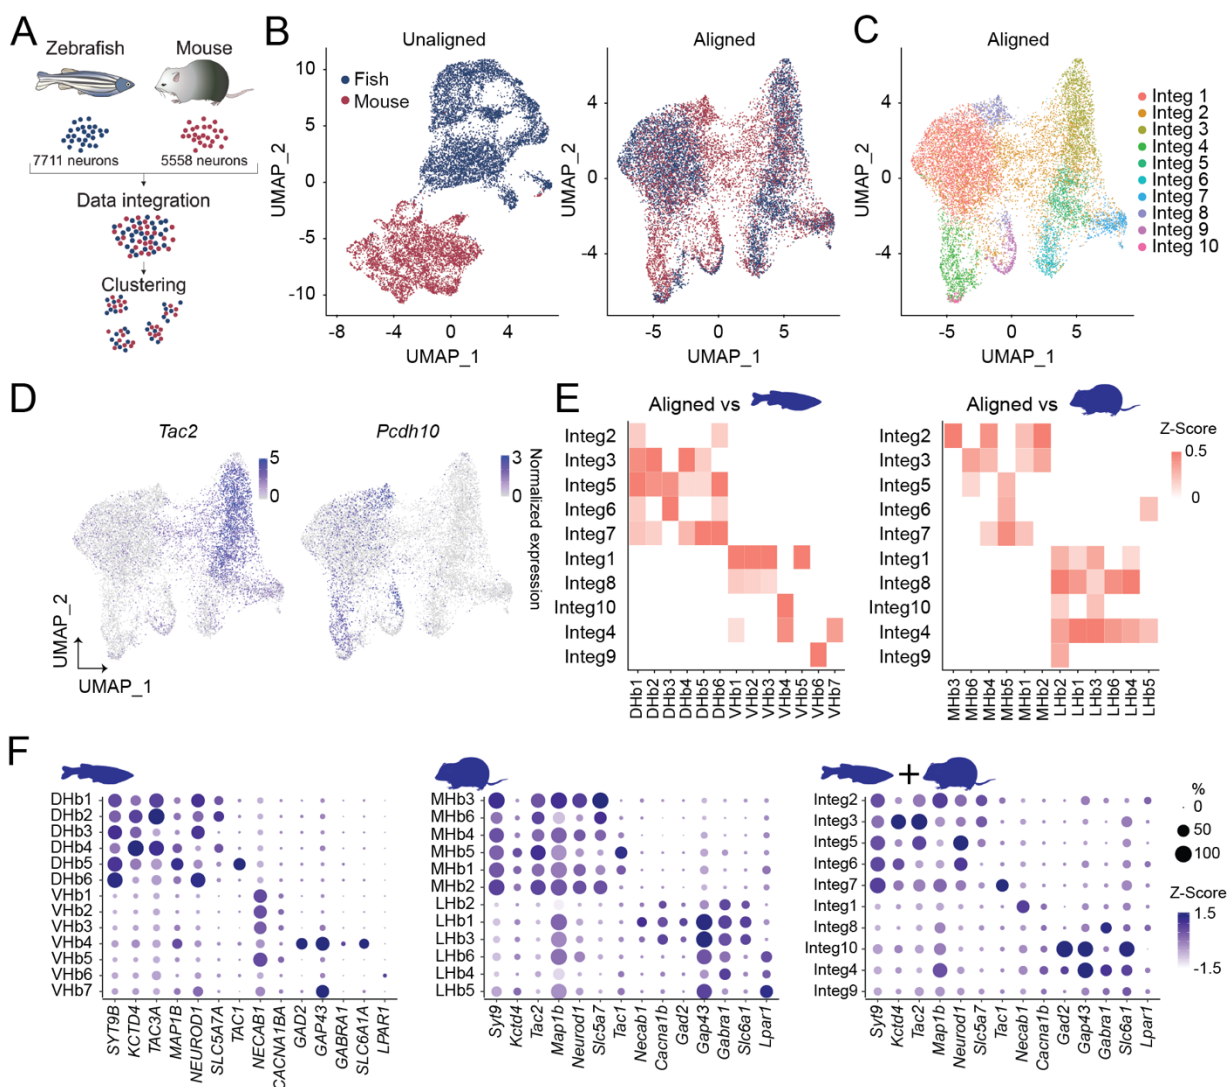 A
Zebrafish
Mouse
7711 neurons
5558 neurons
Data integration
Clustering
B
Unaligned
Fish
Mouse
UMAP_2
10
5
0
-5
-10
-8
-4
0
4
UMAP_1
Aligned
UMAP_2
4
0
-4
-5
0
5
UMAP_1
C
Aligned
UMAP_2
4
0
-4
-5
0
5
UMAP_1
Integ 1
Integ 2
Integ 3
Integ 4
Integ 5
Integ 6
Integ 7
Integ 8
Integ 9
Integ 10
D
Tac2
5
0
Pcdh10
3
0
Normalized expression
UMAP_2
UMAP_1
E
Aligned vs
Integ2
Integ3
Integ5
Integ6
Integ7
Integ1
Integ8
Integ10
Integ4
Integ9
DHb1
DHb2
DHb3
DHb4
DHb5
DHb6
VHb1
VHb2
VHb3
VHb4
VHb5
VHb6
VHb7
Aligned vs
Integ2
Integ3
Integ5
Integ6
Integ7
Integ1
Integ8
Integ10
Integ4
Integ9
MHb3
MHb6
MHb4
MHb5
MHb1
MHb2
LHb2
LHb1
LHb3
LHb6
LHb4
LHb5
Z-Score
0.5
0
F
DHb1
DHb2
DHb3
DHb4
DHb5
DHb6
VHb1
VHb2
VHb3
VHb4
VHb5
VHb6
VHb7
SYT9B
KCTD4
TAC3A
MAP1B
NEUROD1
SLC5A7A
TAC1
NECAB1
CACNA1BA
GAD2
GAP43
GABRA1
SLC6A1A
LPAR1
MHb3
MHb6
MHb4
MHb5
MHb1
MHb2
LHb2
LHb1
LHb3
LHb6
LHb4
LHb5
Syt9
Kctd4
Tac2
Map1b
Neurod1
Slc5a7
Tac1
Necab1
Cacna1b
Gad2
Gap43
Gabra1
Slc6a1
Lpar1
+
Integ2
Integ3
Integ5
Integ6
Integ7
Integ1
Integ8
Integ10
Integ4
Integ9
Syt9
Kctd4
Tac2
Map1b
Neurod1
Slc5a7
Tac1
Necab1
Cacna1b
Gad2
Gap43
Gabra1
Slc6a1
Lpar1
%
0
50
100
Z-Score
1.5
-1.5